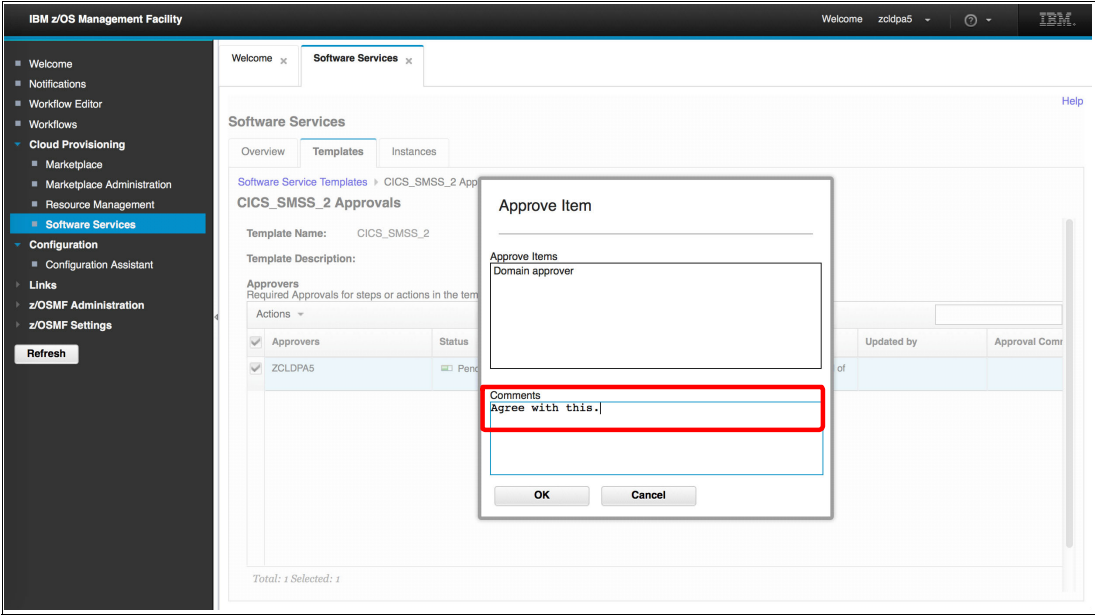 IBM z/OS Management Facility
Welcome zcldpa5
IBM.
Welcome
Notifications
Workflow Editor
Workflows
Cloud Provisioning
Marketplace
Marketplace Administration
Resource Management
Software Services
Configuration
Configuration Assistant
Links
z/OSMF Administration
z/OSMF Settings
Refresh
Welcome x Software Services x
Help
Software Services
Overview Templates Instances
Software Service Templates CICS_SMSS_2 App
CICS_SMSS_2 Approvals
Template Name: CICS_SMSS_2
Template Description:
Approvers
Required Approvals for steps or actions in the tem
Actions
Approvers Status Updated by Approval Comm
ZCLDPA5 Pend of
Total: 1 Selected: 1
Approve Item
Approve Items
Domain approver
Comments
Agree with this.
OK Cancel